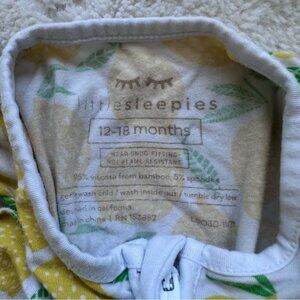 littlesleepies
12-18 months
WEAR SNUG FITTING
NOT FLAME RESISTANT
95% viscose from bamboo, 5% spandex
wash cold / wash inside out / tumble dry low
in california
in china | RN 153882